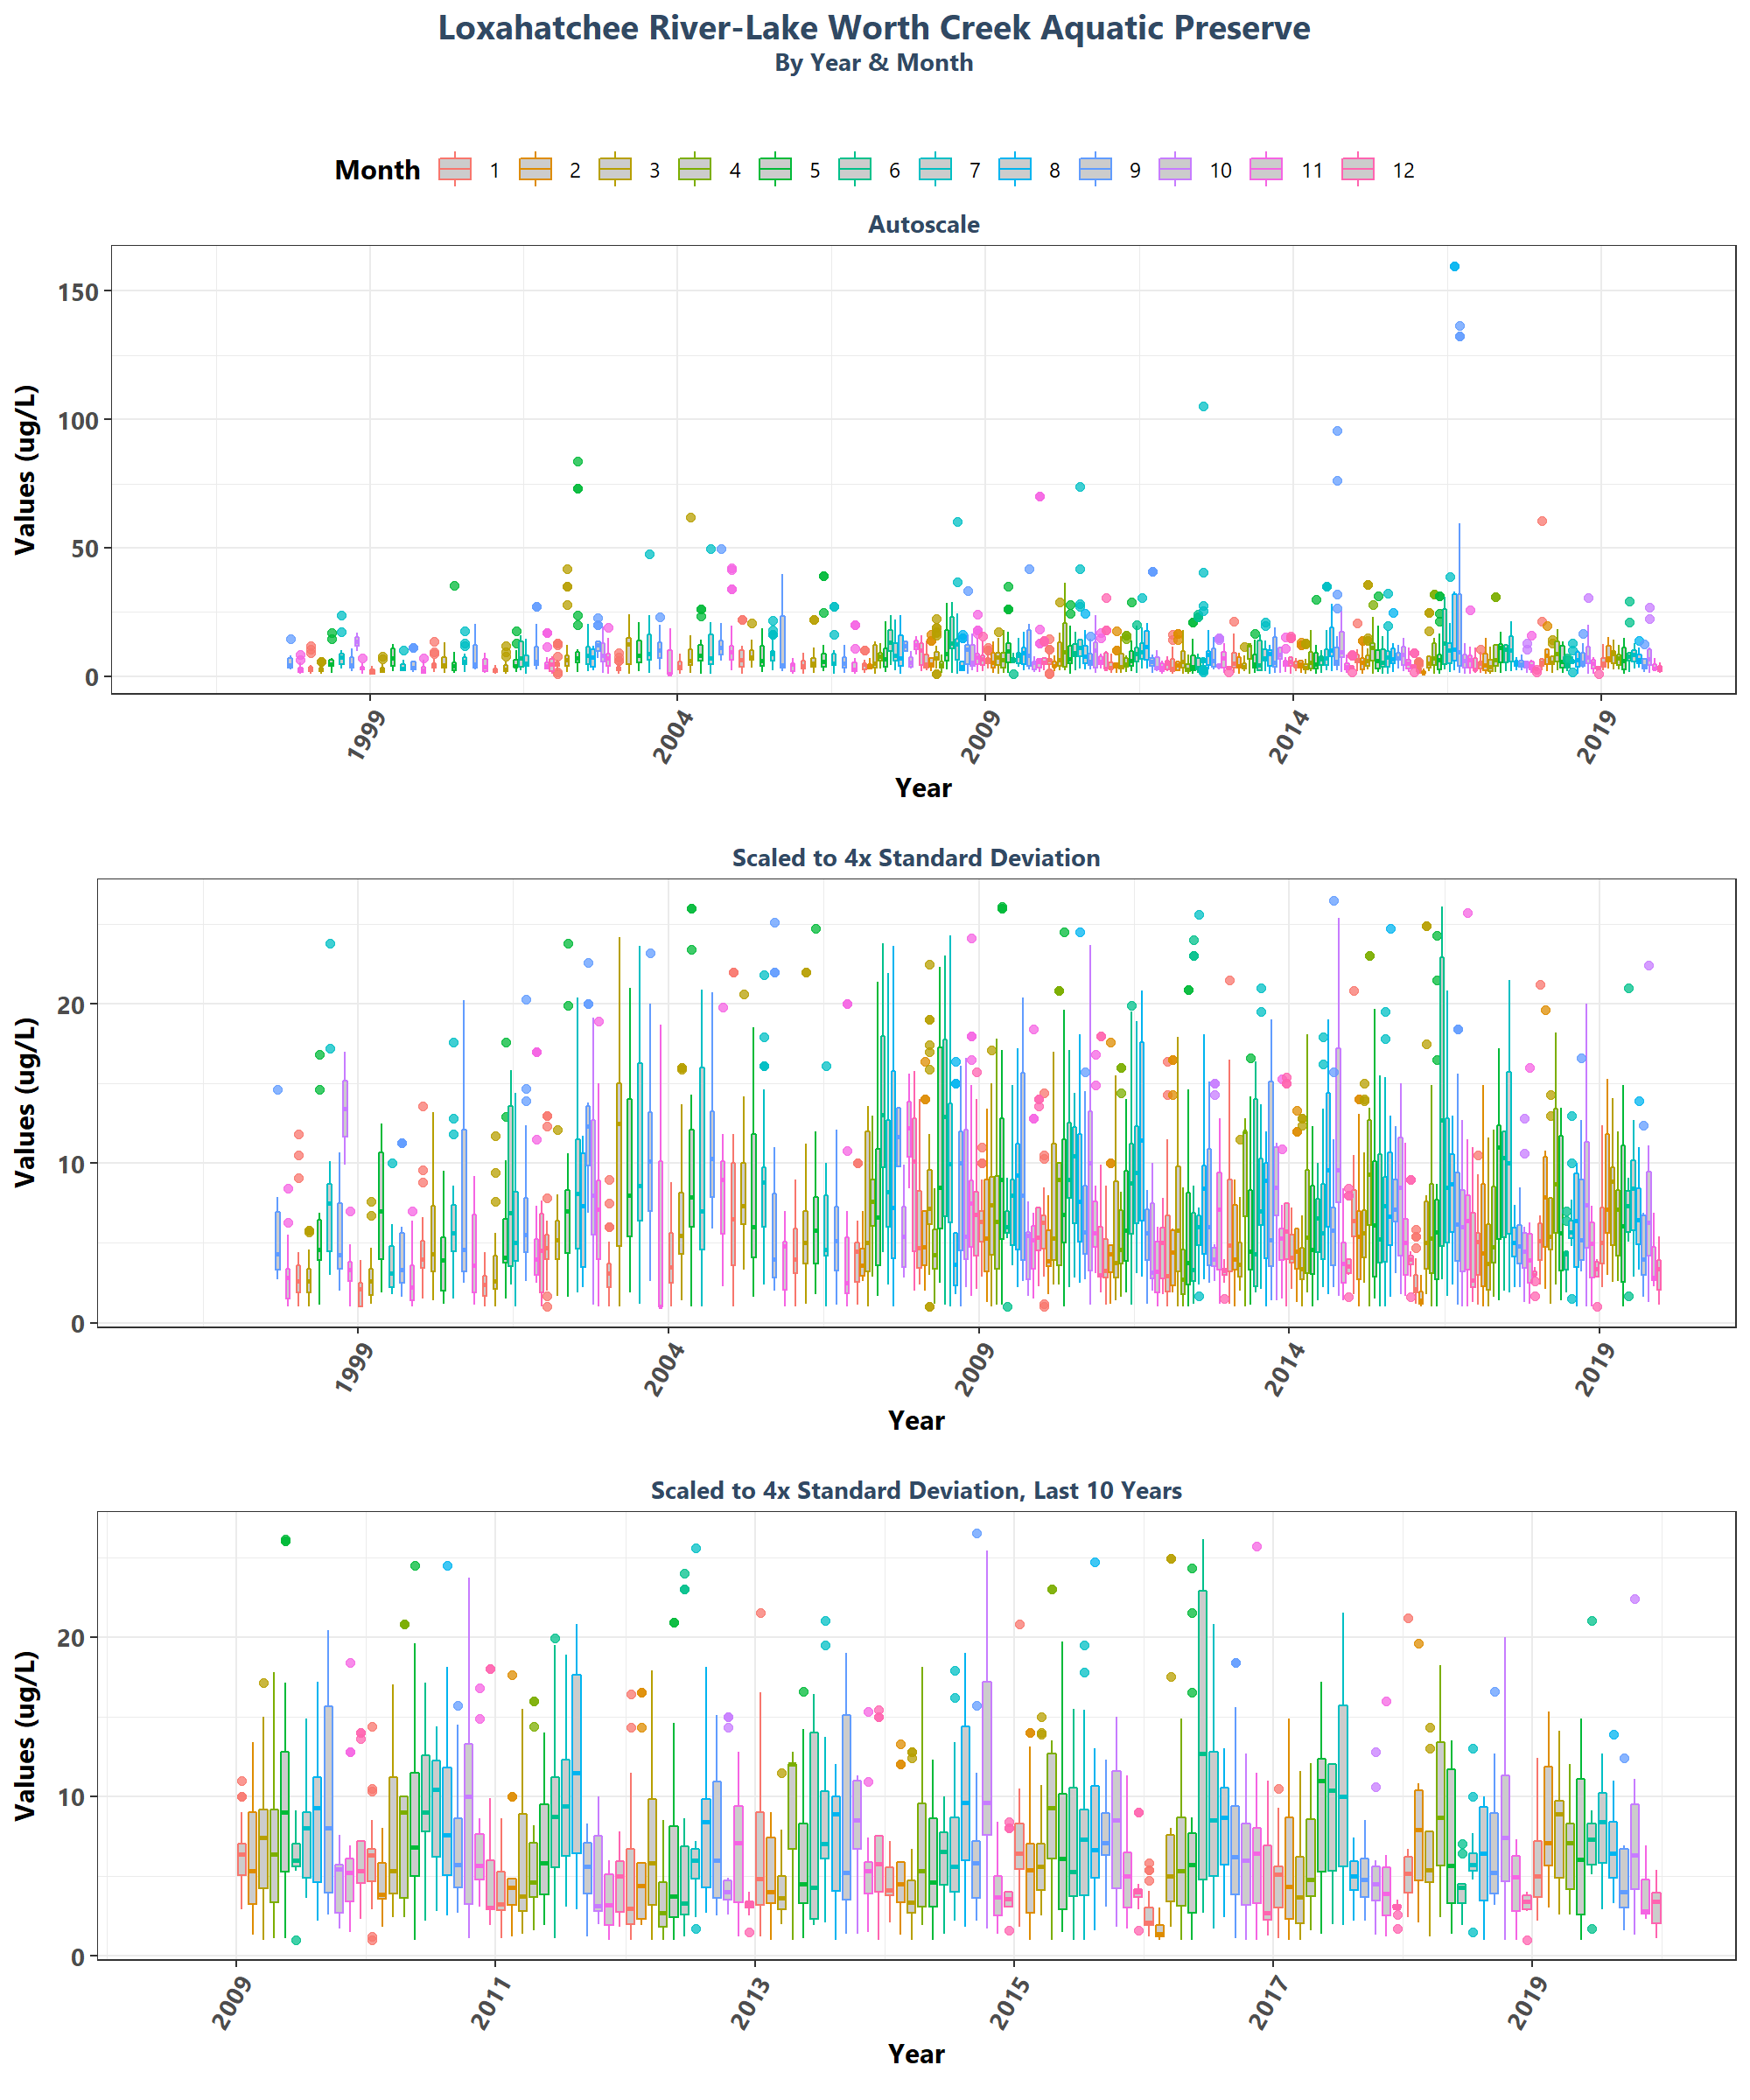 Loxahatchee River-Lake Worth Creek Aquatic Preserve
By Year & Month
Month 1 2 3 4 5 6 7 8 9 10 11 12
Autoscale
Values (ug/L)
150
100
50
0
1999 2004 2009 2014 2019
Year
Scaled to 4x Standard Deviation
Values (ug/L)
20
10
0
1999 2004 2009 2014 2019
Year
Scaled to 4x Standard Deviation, Last 10 Years
Values (ug/L)
20
10
0
2009 2011 2013 2015 2017 2019
Year